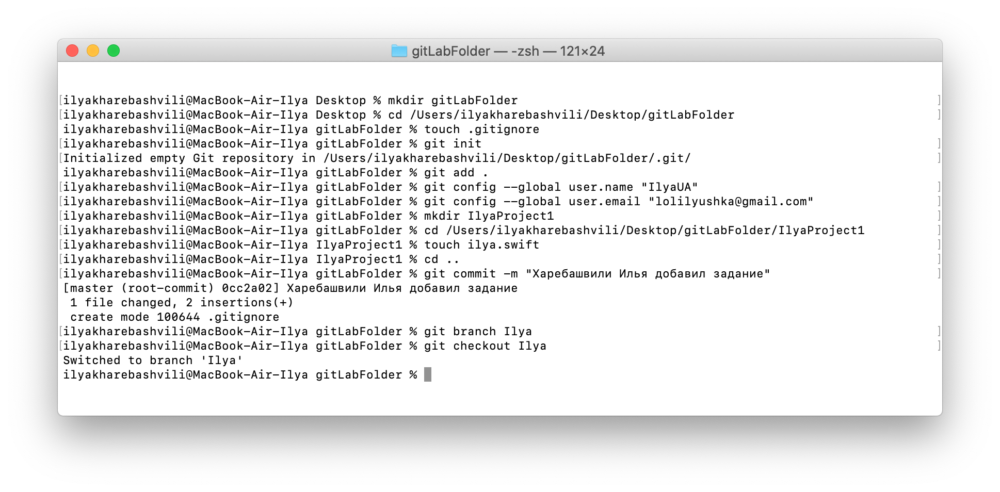 gitLabFolder — -zsh — 121×24
[ilyakharebashvili@MacBook-Air-Ilya Desktop % mkdir gitLabFolder ]
[ilyakharebashvili@MacBook-Air-Ilya Desktop % cd /Users/ilyakharebashvili/Desktop/gitLabFolder ]
ilyakharebashvili@MacBook-Air-Ilya gitLabFolder % touch .gitignore
[ilyakharebashvili@MacBook-Air-Ilya gitLabFolder % git init ]
[Initialized empty Git repository in /Users/ilyakharebashvili/Desktop/gitLabFolder/.git/ ]
ilyakharebashvili@MacBook-Air-Ilya gitLabFolder % git add .
[ilyakharebashvili@MacBook-Air-Ilya gitLabFolder % git config --global user.name "IlyaUA" ]
[ilyakharebashvili@MacBook-Air-Ilya gitLabFolder % git config --global user.email "lolilyushka@gmail.com" ]
[ilyakharebashvili@MacBook-Air-Ilya gitLabFolder % mkdir IlyaProject1 ]
[ilyakharebashvili@MacBook-Air-Ilya gitLabFolder % cd /Users/ilyakharebashvili/Desktop/gitLabFolder/IlyaProject1 ]
[ilyakharebashvili@MacBook-Air-Ilya IlyaProject1 % touch ilya.swift ]
[ilyakharebashvili@MacBook-Air-Ilya IlyaProject1 % cd .. ]
[ilyakharebashvili@MacBook-Air-Ilya gitLabFolder % git commit -m "Харебашвили Илья добавил задание" ]
[master (root-commit) 0cc2a02] Харебашвили Илья добавил задание
1 file changed, 2 insertions(+)
create mode 100644 .gitignore
[ilyakharebashvili@MacBook-Air-Ilya gitLabFolder % git branch Ilya ]
[ilyakharebashvili@MacBook-Air-Ilya gitLabFolder % git checkout Ilya ]
Switched to branch 'Ilya'
ilyakharebashvili@MacBook-Air-Ilya gitLabFolder %